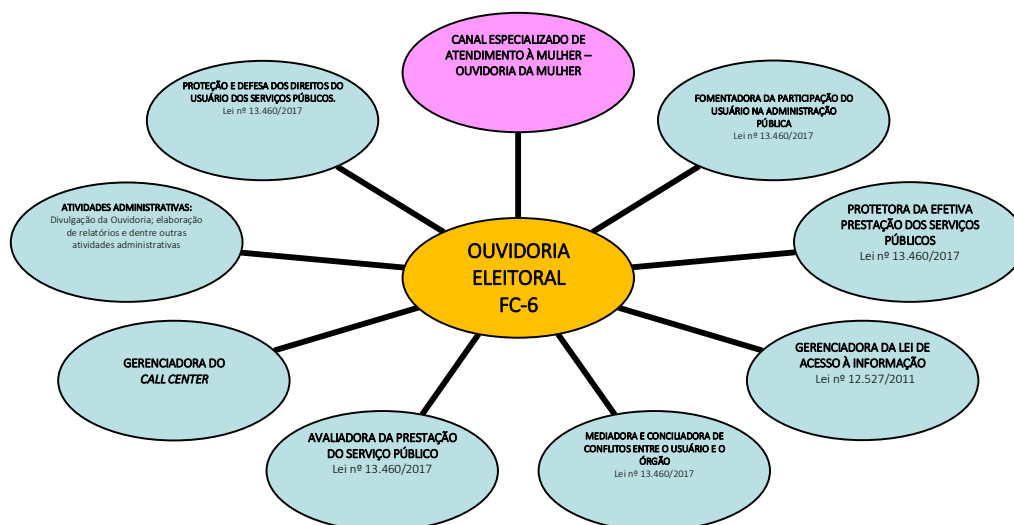 CANAL ESPECIALIZADO DE
ATENDIMENTO À MULHER –
OUVIDORIA DA MULHER
PROTEÇÃO E DEFESA DOS DIREITOS DO
USUÁRIO DOS SERVIÇOS PÚBLICOS.
Lei nº 13.460/2017
FOMENTADORA DA PARTICIPAÇÃO DO
USUÁRIO NA ADMINISTRAÇÃO
PÚBLICA
Lei nº 13.460/2017
ATIVIDADES ADMINISTRATIVAS:
Divulgação da Ouvidoria; elaboração
de relatórios e dentre outras
atividades administrativas
PROTETORA DA EFETIVA
PRESTAÇÃO DOS SERVIÇOS
PÚBLICOS
Lei nº 13.460/2017
OUVIDORIA
ELEITORAL
FC-6
GERENCIADORA DO
CALL CENTER
GERENCIADORA DA LEI DE
ACESSO À INFORMAÇÃO
Lei nº 12.527/2011
AVALIADORA DA PRESTAÇÃO
DO SERVIÇO PÚBLICO
Lei nº 13.460/2017
MEDIADORA E CONCILIADORA DE
CONFLITOS ENTRE O USUÁRIO E O
ÓRGÃO
Lei nº 13.460/2017